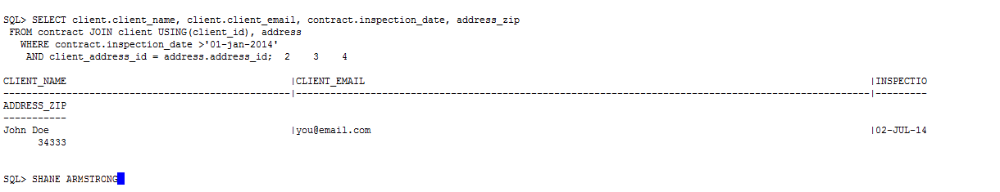 SQL> SELECT client.client_name, client.client_email, contract.inspection_date, address_zip
FROM contract JOIN client USING(client_id), address
WHERE contract.inspection_date >'01-jan-2014'
AND client_address_id = address.address_id;  2    3    4
CLIENT_NAME |CLIENT_EMAIL |INSPECTIO
--------------------------------------------------|----------------------------------------------------------------------------------------------------|---------
ADDRESS_ZIP
-----------
John Doe |you@email.com |02-JUL-14
34333
SQL> SHANE ARMSTRONG